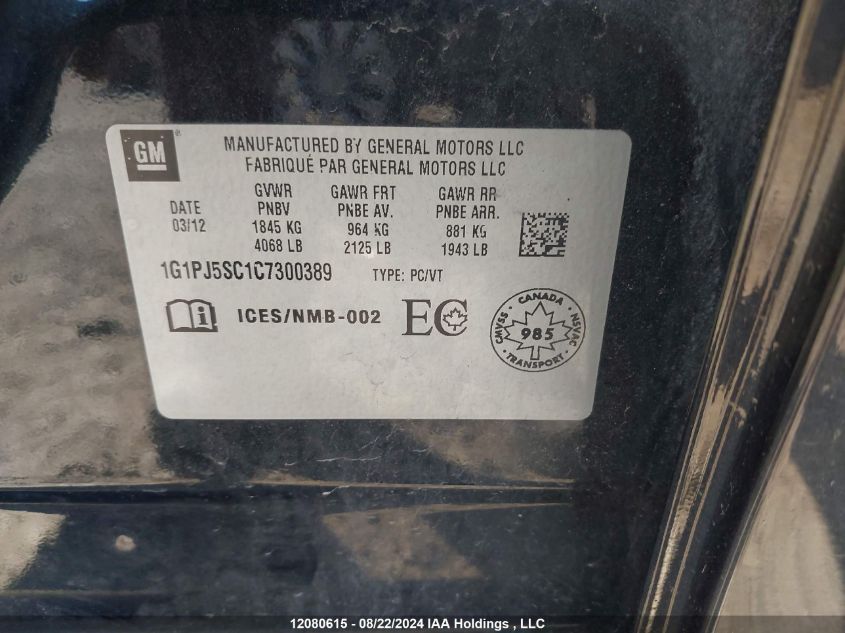 GM ®
MANUFACTURED BY GENERAL MOTORS LLC
FABRIQUÉ PAR GENERAL MOTORS LLC
GVWR GAWR FRT GAWR RR
DATE PNBV PNBE AV. PNBE ARR.
03/12 1845 KG 964 KG 881 KG
4068 LB 2125 LB 1943 LB
1G1PJ5SC1C7300389 TYPE: PC/VT
i ICES/NMB-002 EC
CANADA
CMVSS 985 NSVAC
TRANSPORT
12080615 - 08/22/2024 IAA Holdings , LLC